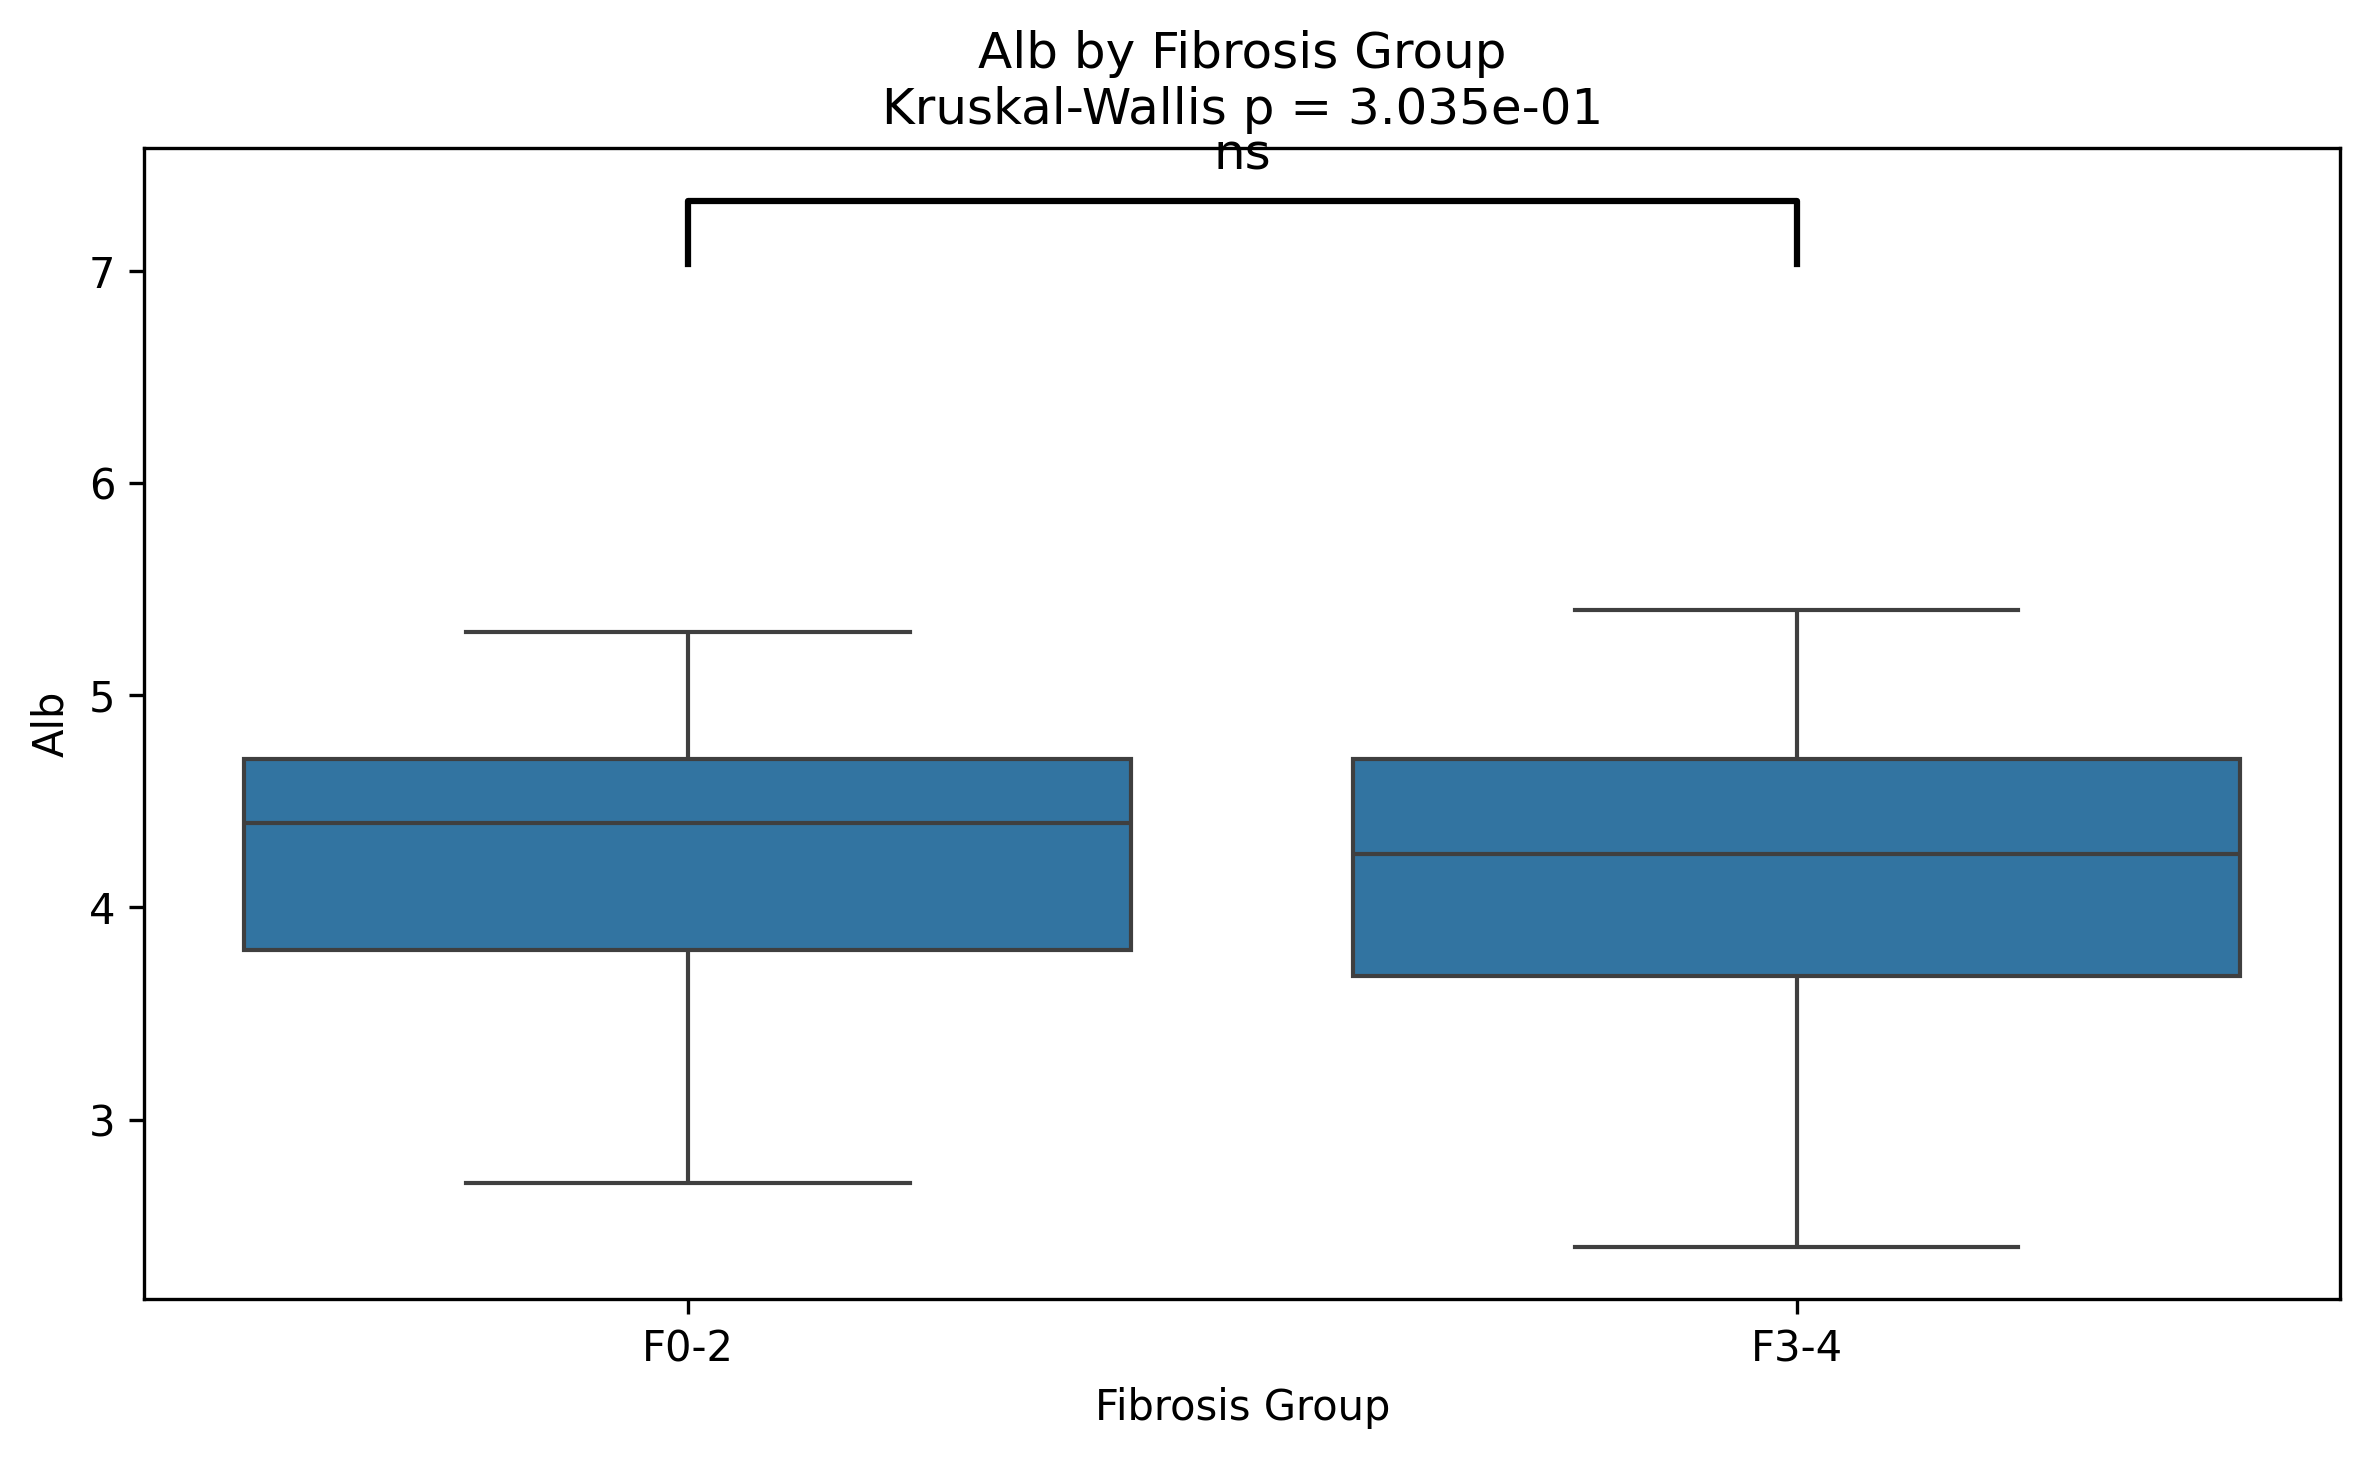 Alb by Fibrosis Group
Kruskal-Wallis p = 3.035e-01
ns
7
6
5
4
3
Alb
F0-2
F3-4
Fibrosis Group